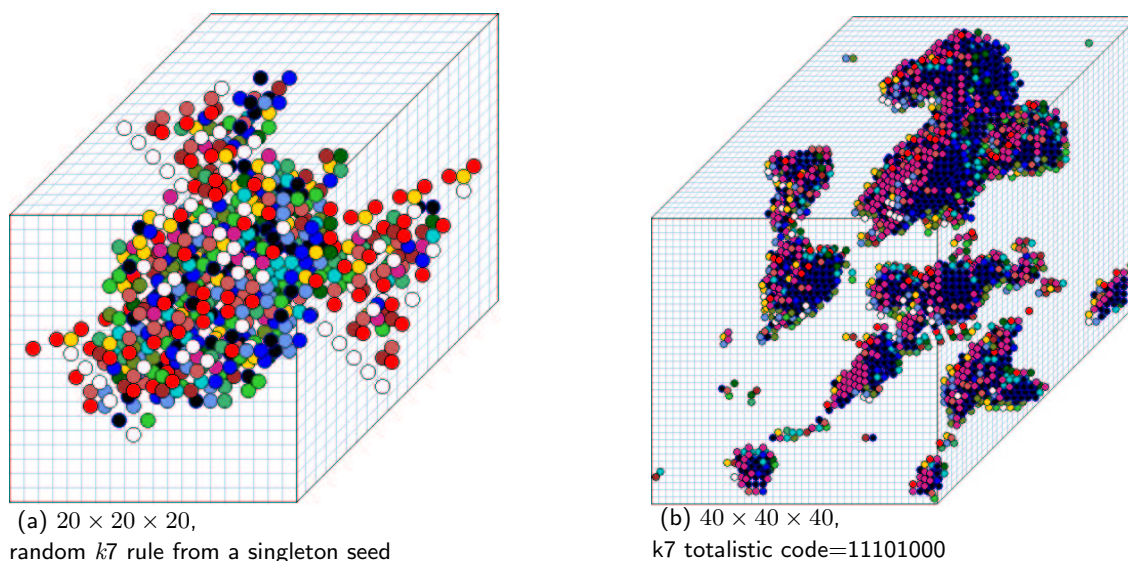 (a) 20 × 20 × 20,
random k7 rule from a singleton seed
(b) 40 × 40 × 40,
k7 totalistic code=11101000